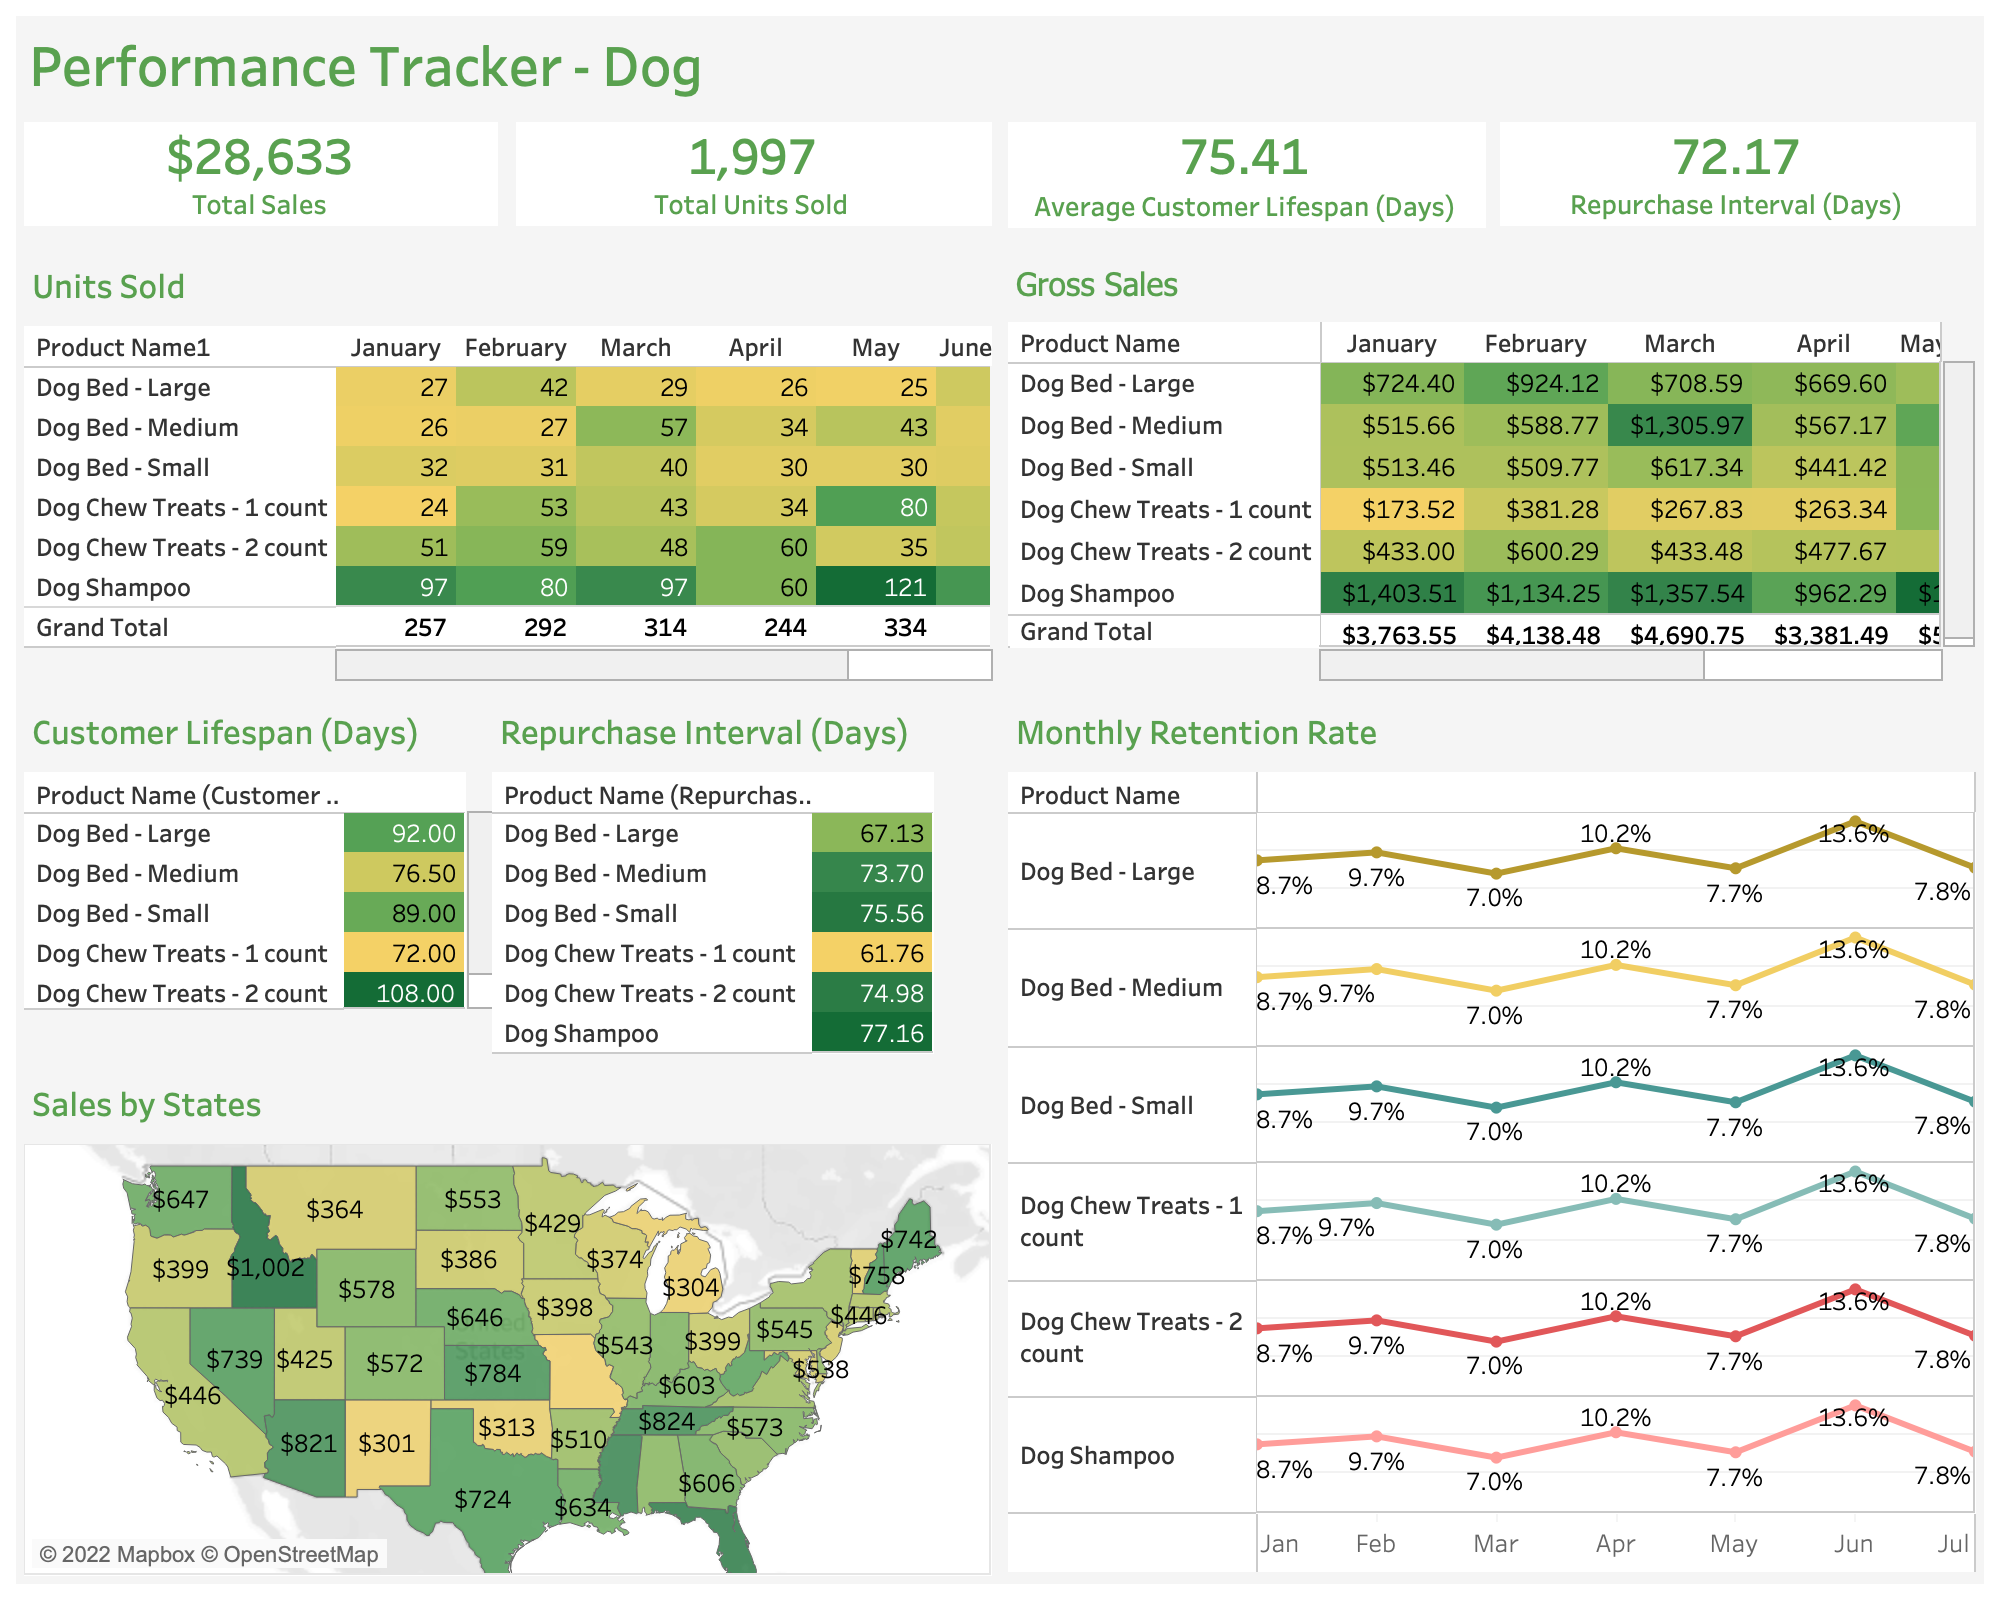 Performance Tracker - Dog
$28,633
Total Sales
1,997
Total Units Sold
75.41
Average Customer Lifespan (Days)
72.17
Repurchase Interval (Days)
Units Sold
Product Name1 January February March April May June
Dog Bed - Large 27 42 29 26 25
Dog Bed - Medium 26 27 57 34 43
Dog Bed - Small 32 31 40 30 30
Dog Chew Treats - 1 count 24 53 43 34 80
Dog Chew Treats - 2 count 51 59 48 60 35
Dog Shampoo 97 80 97 60 121
Grand Total 257 292 314 244 334
Gross Sales
Product Name January February March April May
Dog Bed - Large $724.40 $924.12 $708.59 $669.60
Dog Bed - Medium $515.66 $588.77 $1,305.97 $567.17
Dog Bed - Small $513.46 $509.77 $617.34 $441.42
Dog Chew Treats - 1 count $173.52 $381.28 $267.83 $263.34
Dog Chew Treats - 2 count $433.00 $600.29 $433.48 $477.67
Dog Shampoo $1,403.51 $1,134.25 $1,357.54 $962.29
Grand Total $3,763.55 $4,138.48 $4,690.75 $3,381.49
Customer Lifespan (Days)
Product Name (Customer ..
Dog Bed - Large 92.00
Dog Bed - Medium 76.50
Dog Bed - Small 89.00
Dog Chew Treats - 1 count 72.00
Dog Chew Treats - 2 count 108.00
Repurchase Interval (Days)
Product Name (Repurchas..
Dog Bed - Large 67.13
Dog Bed - Medium 73.70
Dog Bed - Small 75.56
Dog Chew Treats - 1 count 61.76
Dog Chew Treats - 2 count 74.98
Dog Shampoo 77.16
Monthly Retention Rate
Product Name
Dog Bed - Large
8.7% 9.7% 7.0% 10.2% 7.7% 13.6% 7.8%
Dog Bed - Medium
8.7% 9.7% 7.0% 10.2% 7.7% 13.6% 7.8%
Dog Bed - Small
8.7% 9.7% 7.0% 10.2% 7.7% 13.6% 7.8%
Dog Chew Treats - 1
count
8.7% 9.7% 7.0% 10.2% 7.7% 13.6% 7.8%
Dog Chew Treats - 2
count
8.7% 9.7% 7.0% 10.2% 7.7% 13.6% 7.8%
Dog Shampoo
8.7% 9.7% 7.0% 10.2% 7.7% 13.6% 7.8%
Jan Feb Mar Apr May Jun Jul
Sales by States
$647 $364 $553 $429 $742
$399 $1,002 $578 $386 $374 $304 $758
$646 $398 $446
United
States
$739 $425 $572 $784 $543 $399 $545 $538
$446 $603
$821 $301 $313 $510 $824 $573
$724 $634 $606
© 2022 Mapbox © OpenStreetMap